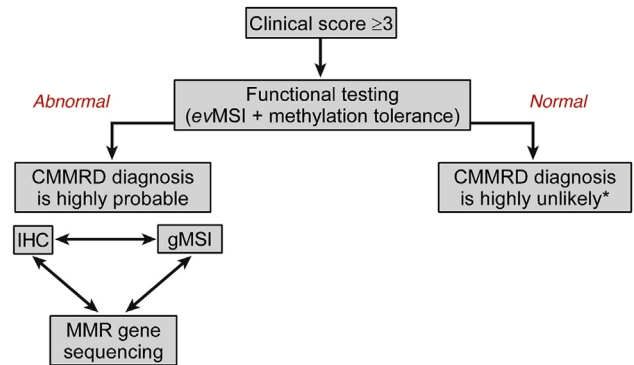 Clinical score ≥3
Abnormal
Functional testing
(evMSI + methylation tolerance)
Normal
CMMRD diagnosis
is highly probable
CMMRD diagnosis
is highly unlikely*
IHC
gMSI
MMR gene
sequencing